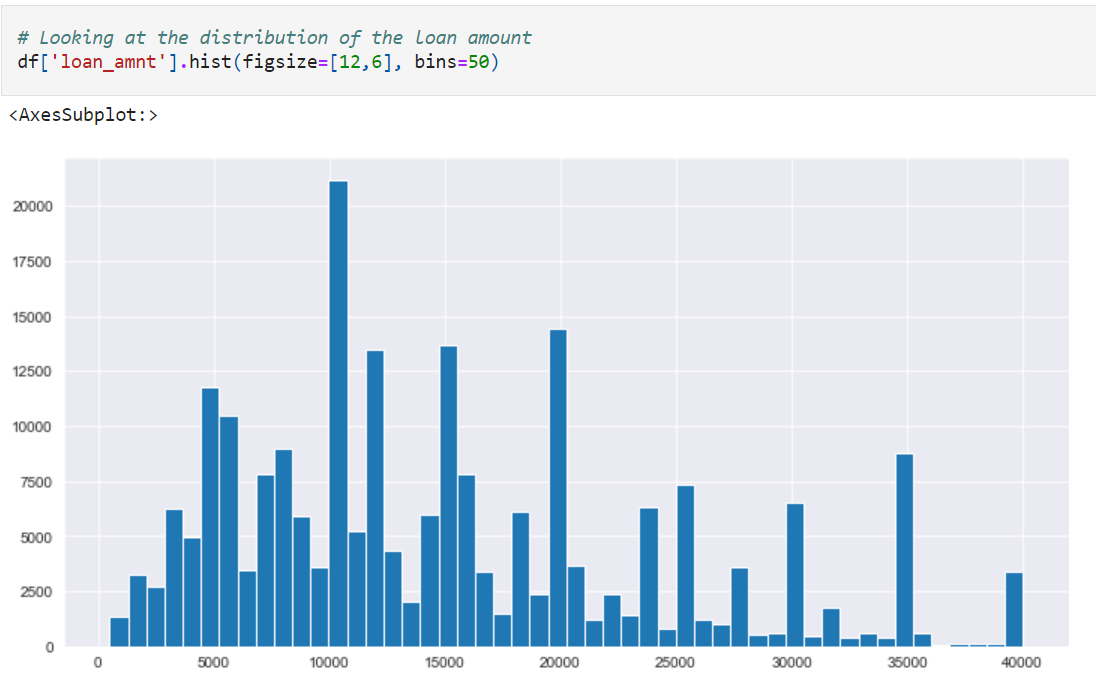 # Looking at the distribution of the loan amount
df['loan_amnt'].hist(figsize=[12,6], bins=50)
<AxesSubplot:>
20000
17500
15000
12500
10000
7500
5000
2500
0
0 5000 10000 15000 20000 25000 30000 35000 40000